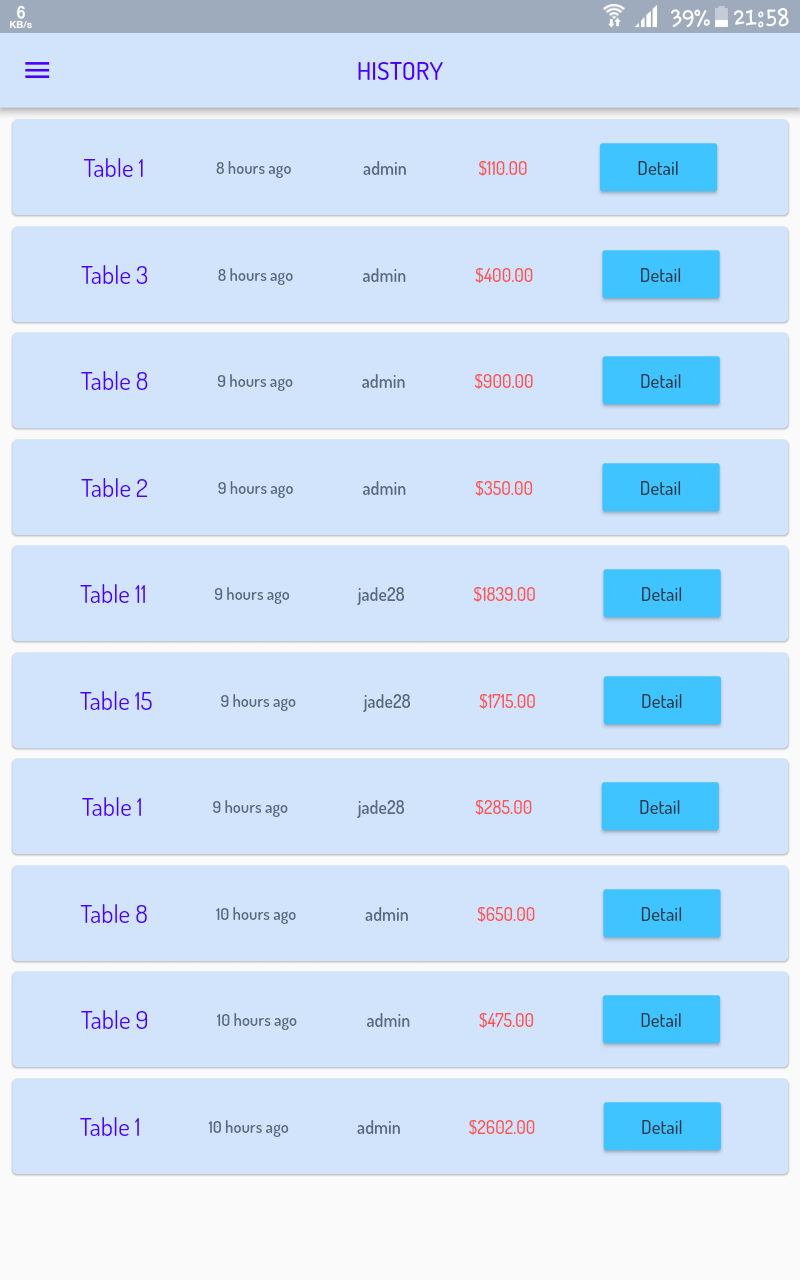 6
KB/s
39% 21:58
HISTORY
Table 1 8 hours ago admin $110.00 Detail
Table 3 8 hours ago admin $400.00 Detail
Table 8 9 hours ago admin $900.00 Detail
Table 2 9 hours ago admin $350.00 Detail
Table 11 9 hours ago jade28 $1839.00 Detail
Table 15 9 hours ago jade28 $1715.00 Detail
Table 1 9 hours ago jade28 $285.00 Detail
Table 8 10 hours ago admin $650.00 Detail
Table 9 10 hours ago admin $475.00 Detail
Table 1 10 hours ago admin $2602.00 Detail